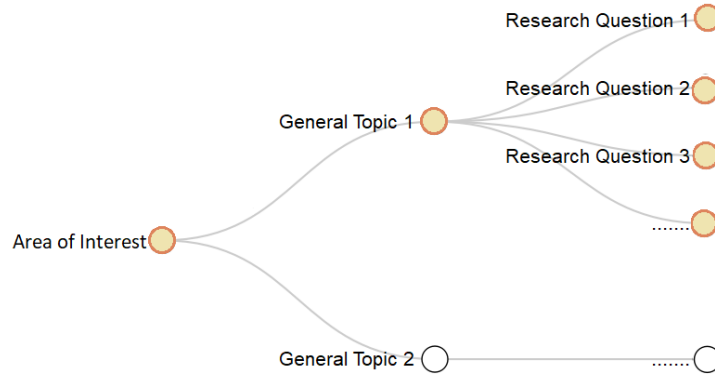 Research Question 1
Research Question 2
General Topic 1
Research Question 3
.......
Area of Interest
General Topic 2
.......